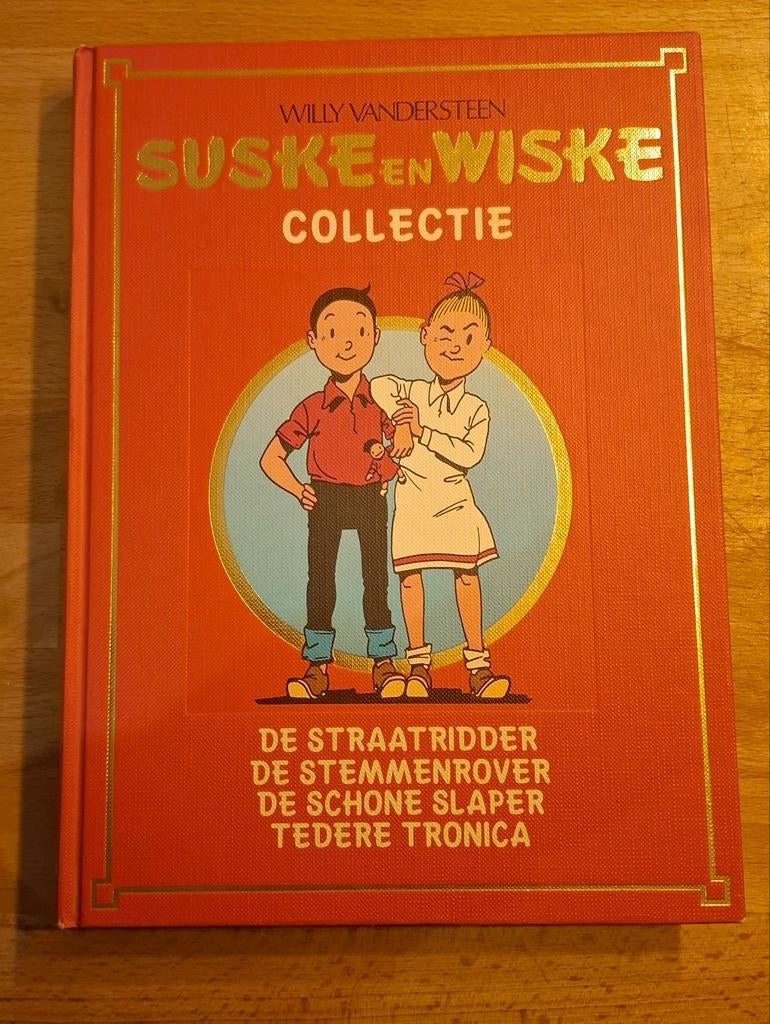 WILLY VANDERSTEEN
SUSKE EN WISKE
COLLECTIE
DE STRAATRIDDER
DE STEMMENROVER
DE SCHONE SLAPER
TEDERE TRONICA